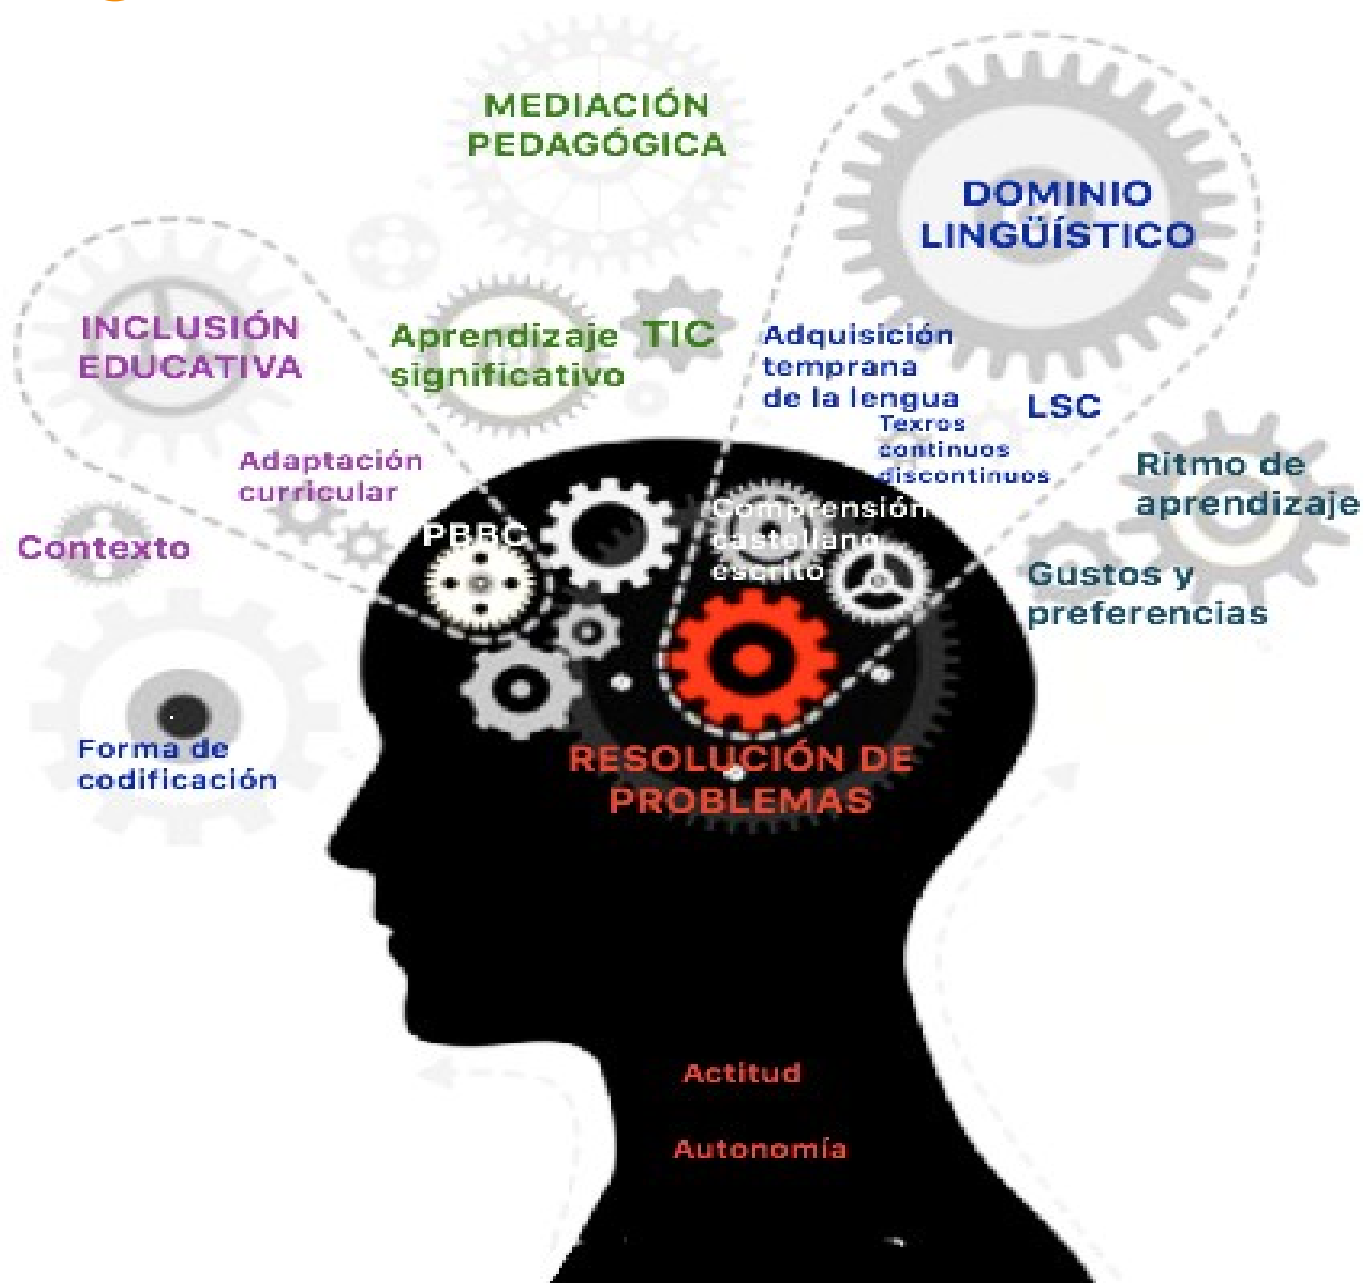 MEDIACIÓN
PEDAGÓGICA
DOMINIO
LINGÜÍSTICO
INCLUSIÓN
EDUCATIVA
Aprendizaje
significativo
TIC
Adquisición
temprana
de la lengua
LSC
Texros
continuos
discontinuos
Adaptación
curricular
Ritmo de
aprendizaje
Contexto
PBBC
Comprensión
castellano
escrito
Gustos y
preferencias
Forma de
codificación
RESOLUCIÓN DE
PROBLEMAS
Actitud
Autonomía